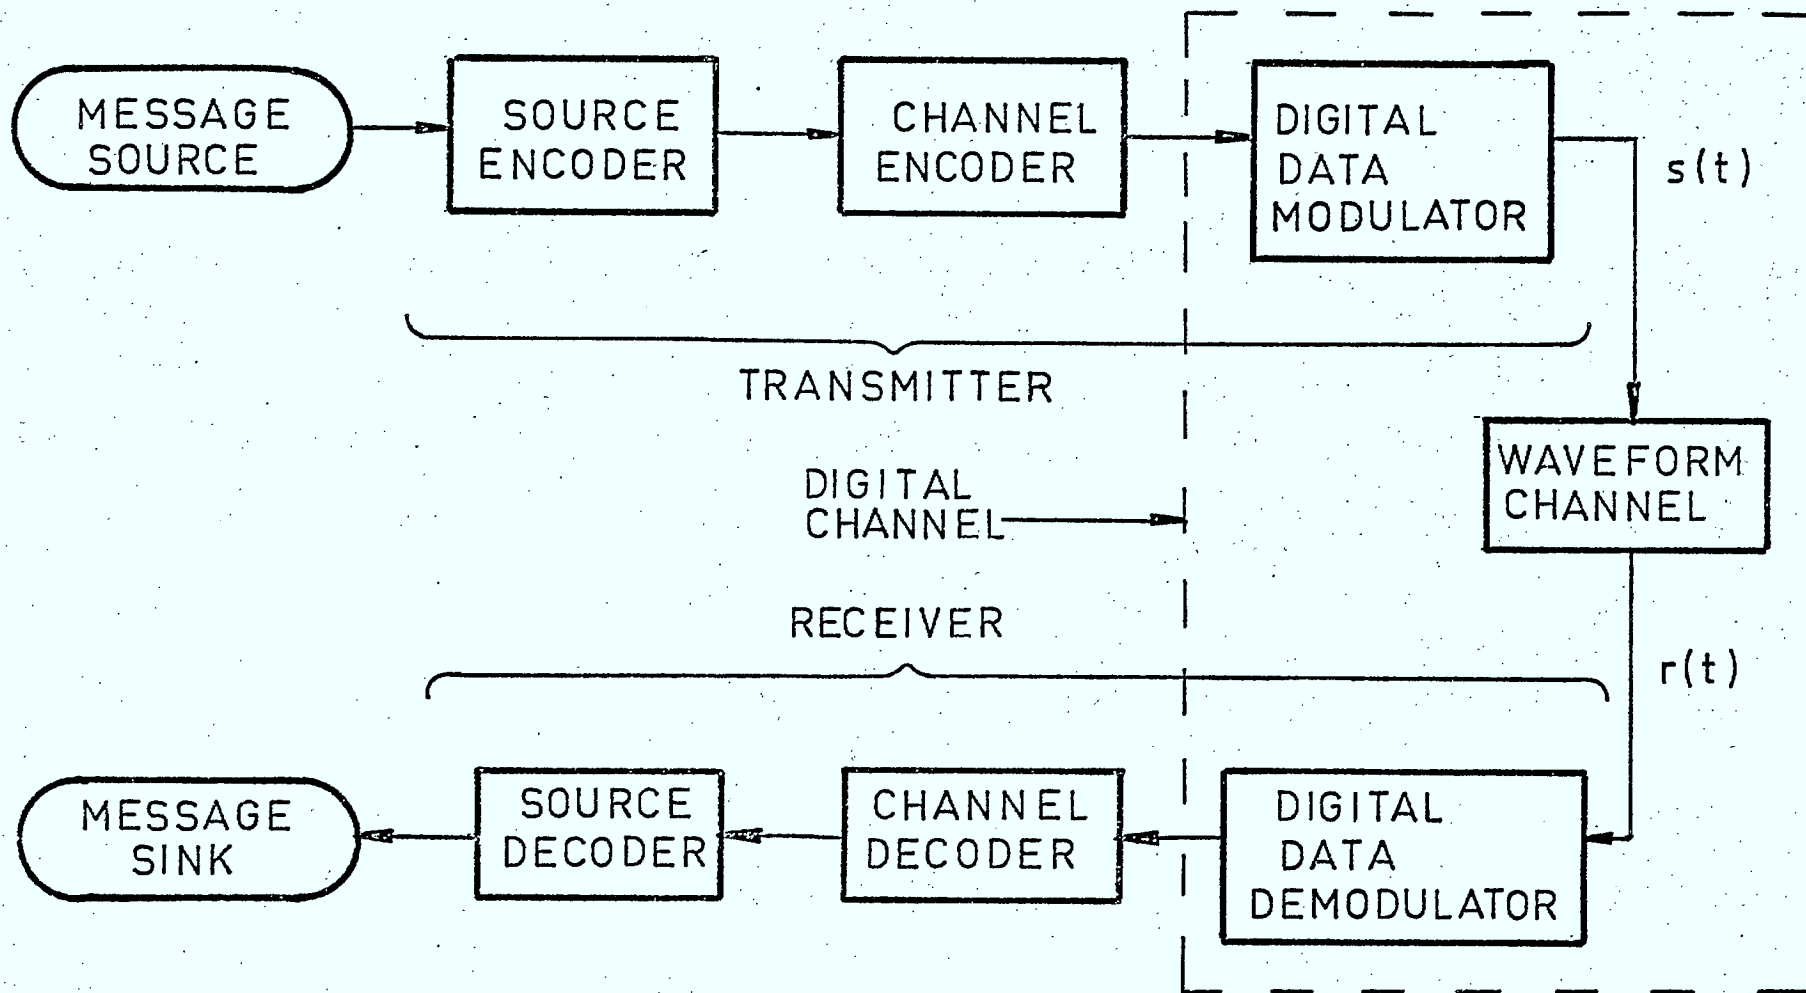 MESSAGE
SOURCE
SOURCE
ENCODER
CHANNEL
ENCODER
DIGITAL
DATA
MODULATOR
s(t)
TRANSMITTER
DIGITAL
CHANNEL
WAVEFORM
CHANNEL
RECEIVER
r(t)
MESSAGE
SINK
SOURCE
DECODER
CHANNEL
DECODER
DIGITAL
DATA
DEMODULATOR